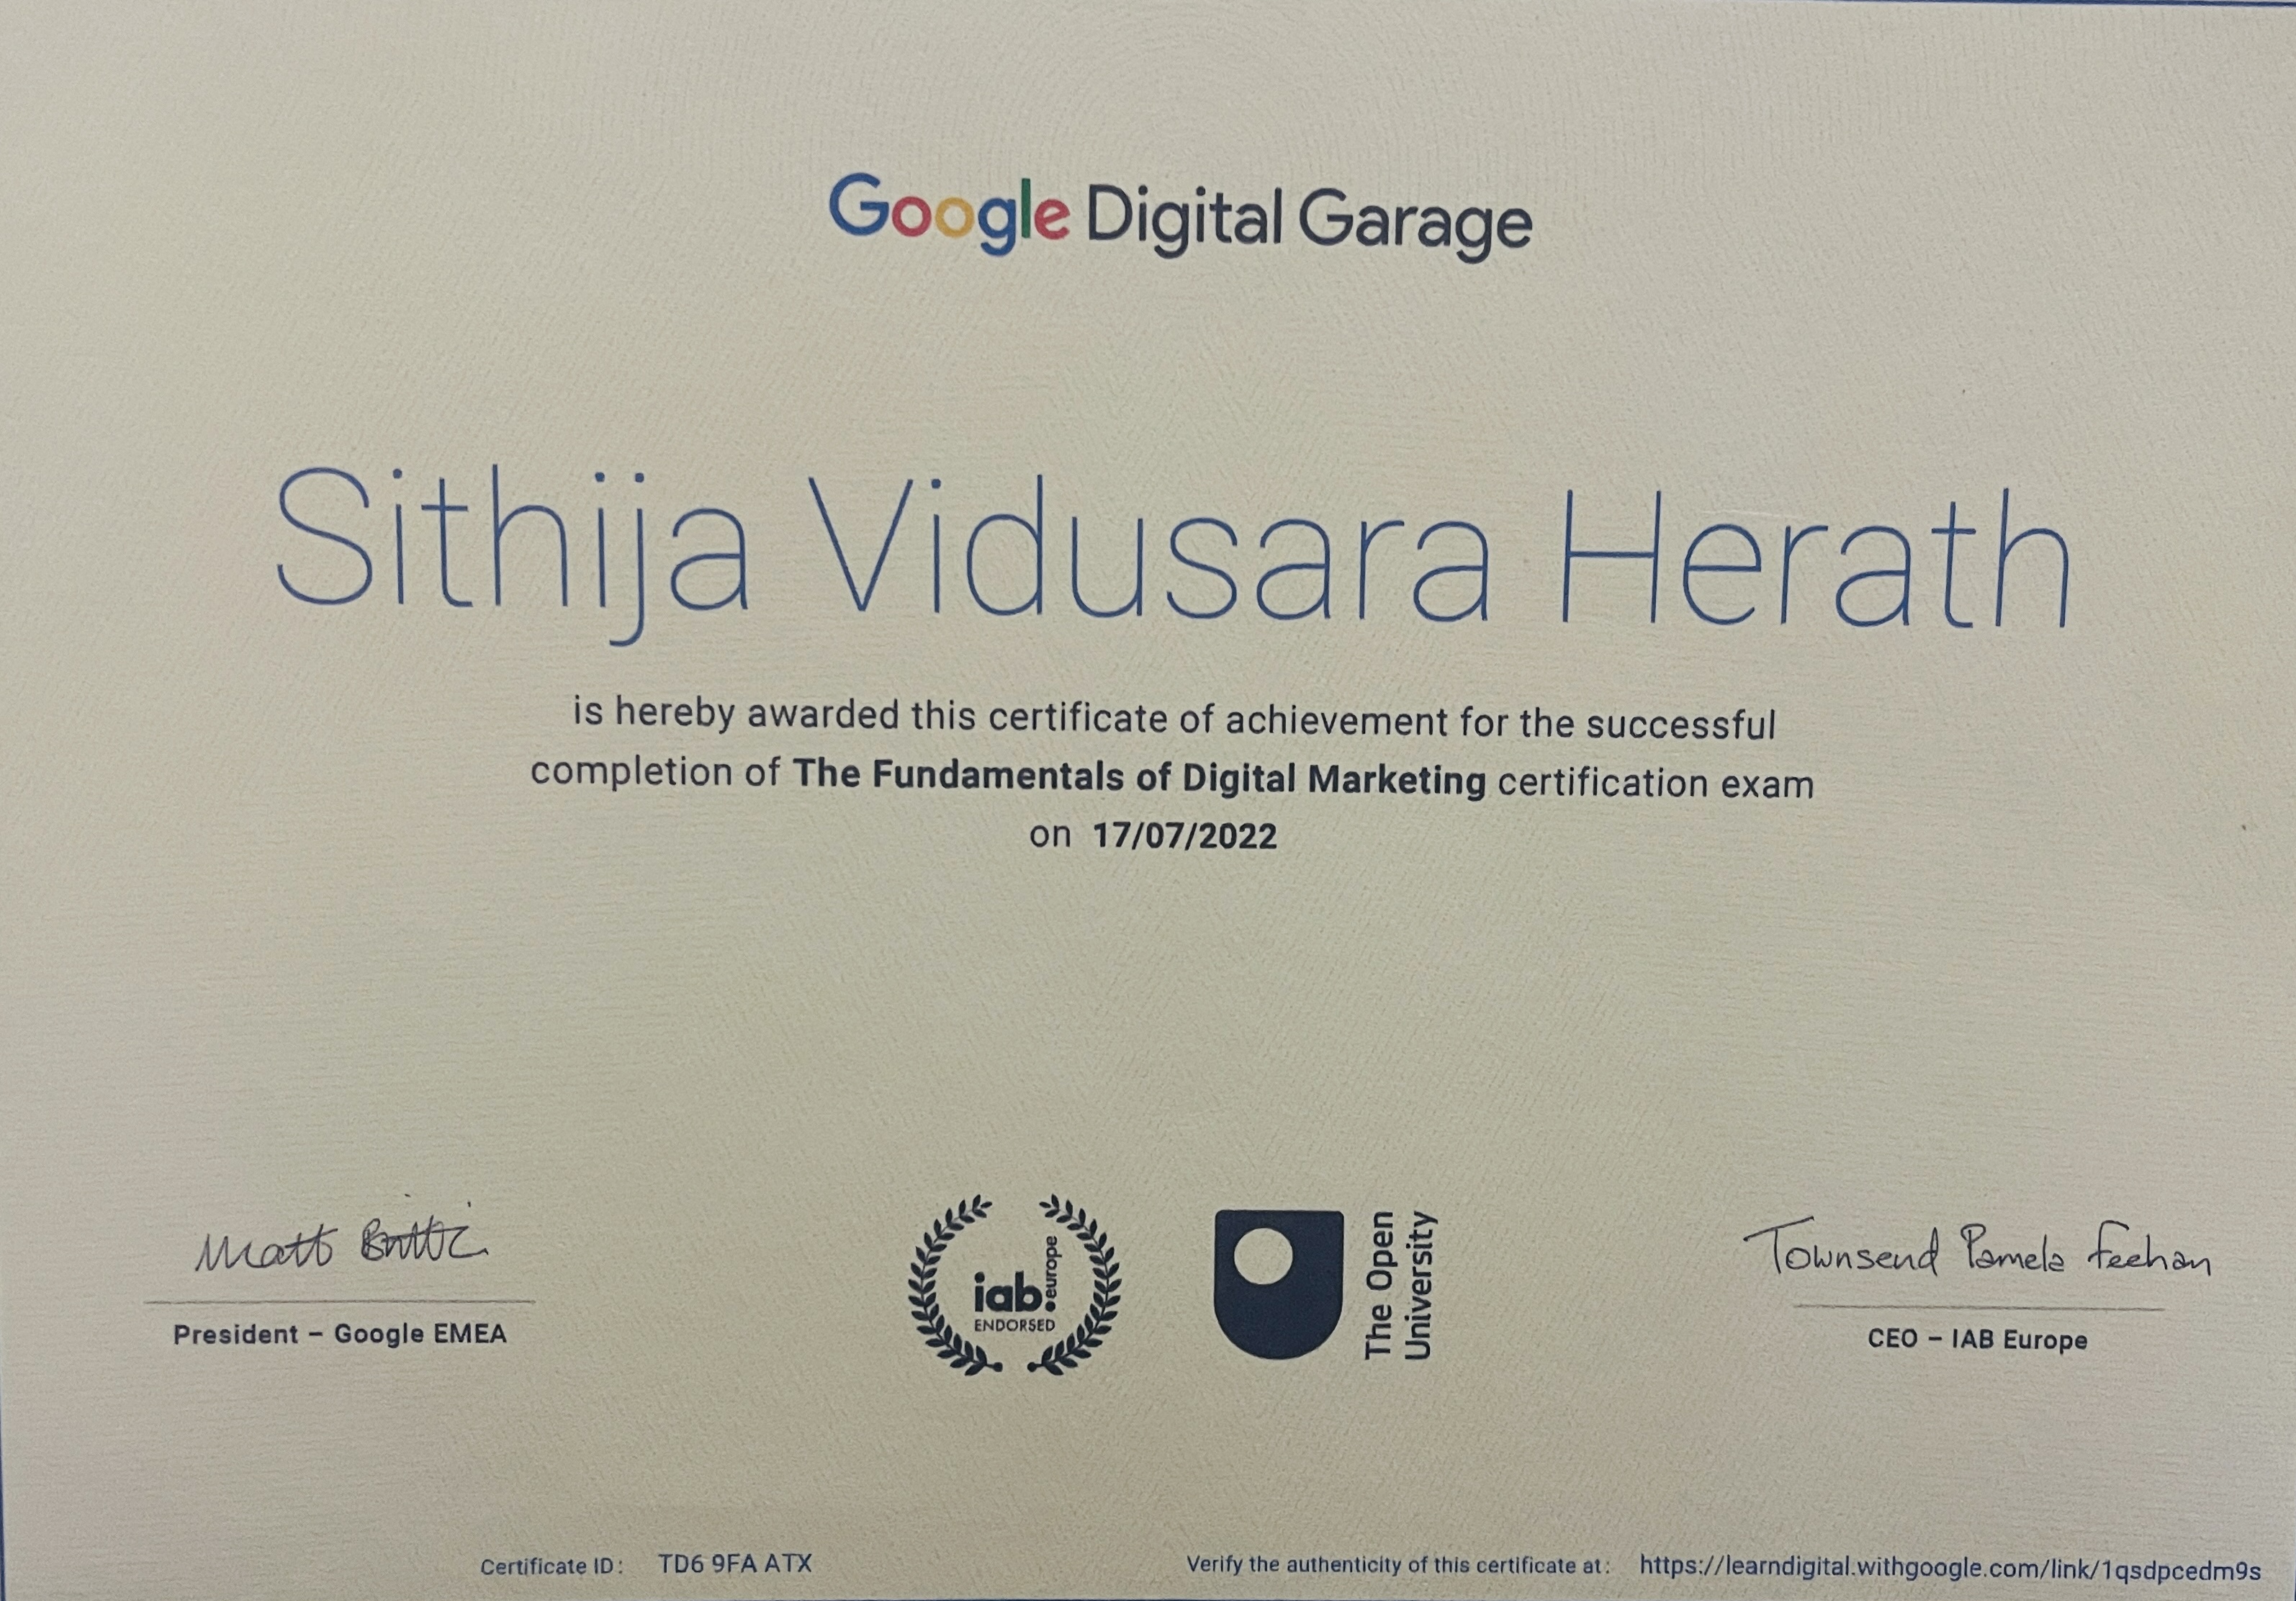 Google Digital Garage
Sithija Vidusara Herath
is hereby awarded this certificate of achievement for the successful
completion of The Fundamentals of Digital Marketing certification exam
on 17/07/2022
Matt
President – Google EMEA
iab.europe
ENDORSED
The Open
University
Townsend Pamela Feehan
CEO – IAB Europe
Certificate ID: TD6 9FA ATX
Verify the authenticity of this certificate at: https://learndigital.withgoogle.com/link/1qsdpcedm9s